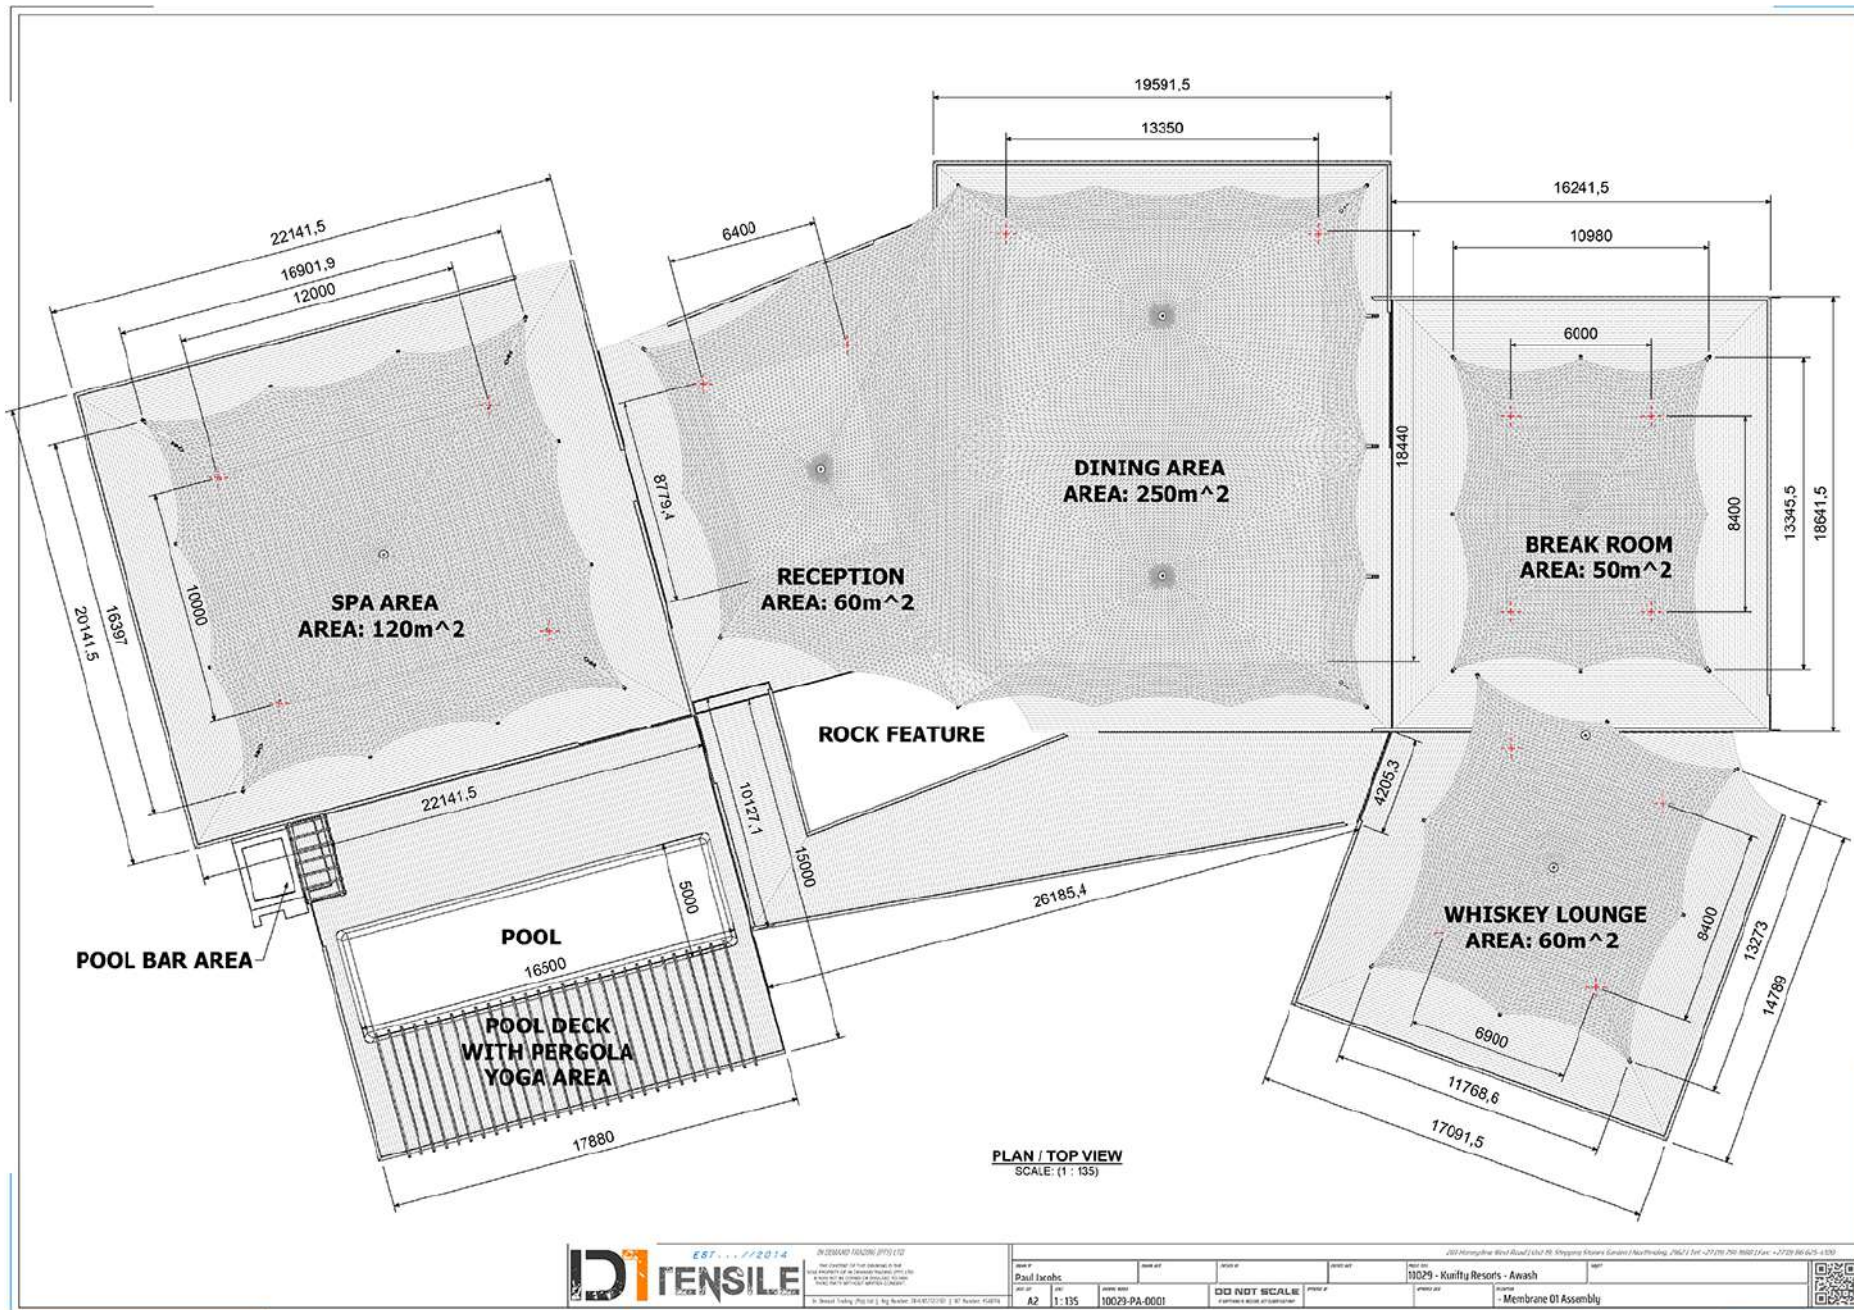 19591,5
13350
16241,5
10980
6000
22141,5
16901,9
12000
6400
18440
8779,4
8400
13345,5
18641,5
DINING AREA
AREA: 250m^2
BREAK ROOM
AREA: 50m^2
RECEPTION
AREA: 60m^2
SPA AREA
AREA: 120m^2
10000
16397
20141,5
ROCK FEATURE
22141,5
10127,1
15000
4205,3
5000
26185,4
POOL
16500
POOL BAR AREA
POOL DECK
WITH PERGOLA
YOGA AREA
17880
WHISKEY LOUNGE
AREA: 60m^2
8400
13273
14789
6900
11768,6
17091,5
PLAN / TOP VIEW
SCALE: (1 : 135)
EST....//2014
DT TENSILE
Paul Jacobs
A2
1:135
10029-PA-0001
DO NOT SCALE
10029 - Kurifty Resorts - Awash
- Membrane 01 Assembly